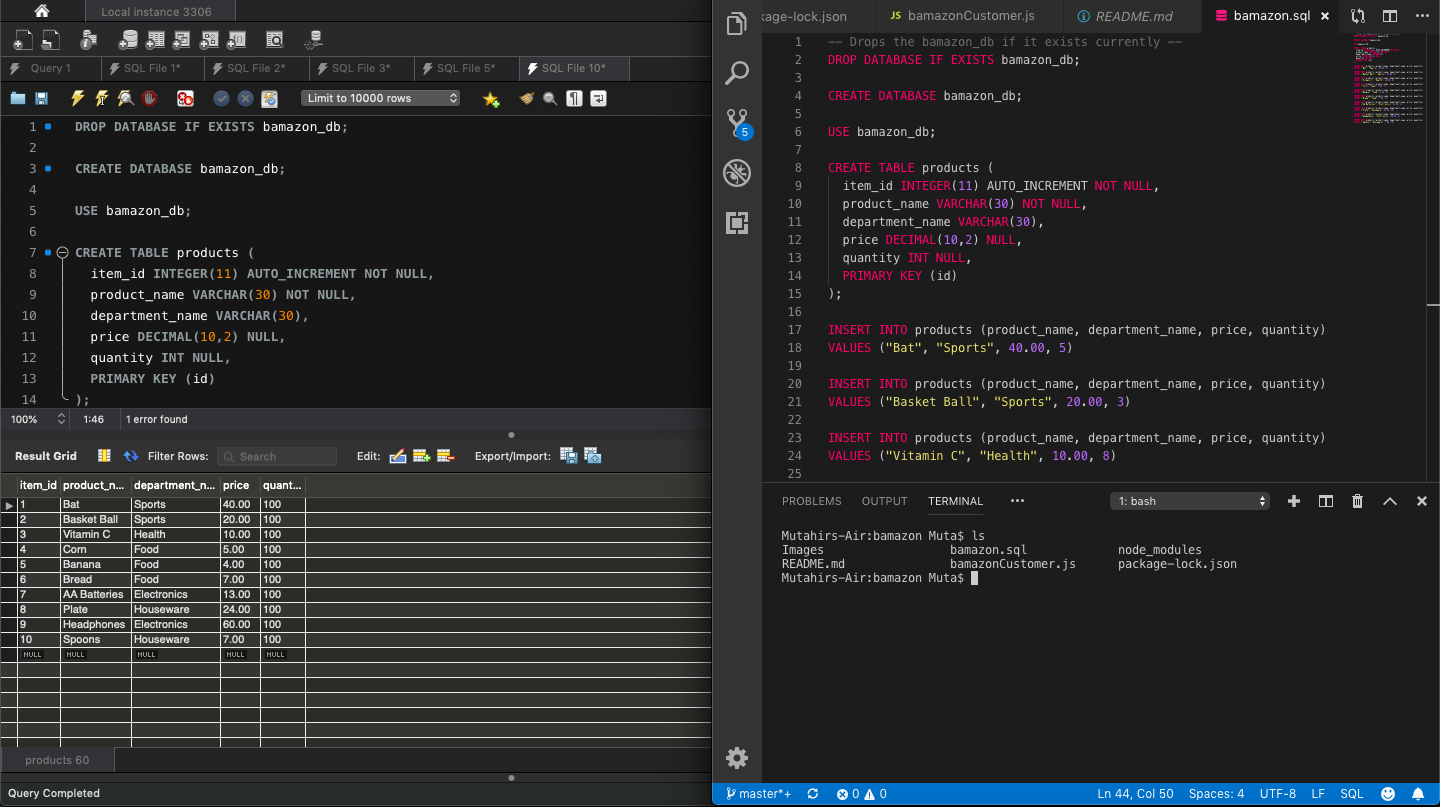 Local instance 3306
Query 1
SQL File 1*
SQL File 2*
SQL File 3*
SQL File 5*
SQL File 10*
Limit to 10000 rows
1 DROP DATABASE IF EXISTS bamazon_db;
2
3 CREATE DATABASE bamazon_db;
4
5 USE bamazon_db;
6
7 CREATE TABLE products (
8 item_id INTEGER(11) AUTO_INCREMENT NOT NULL,
9 product_name VARCHAR(30) NOT NULL,
10 department_name VARCHAR(30),
11 price DECIMAL(10,2) NULL,
12 quantity INT NULL,
13 PRIMARY KEY (id)
14 );
100% 1:46 1 error found
Result Grid Filter Rows: Search Edit: Export/Import:
item_id product_n... department_n... price quant...
1 Bat Sports 40.00 100
2 Basket Ball Sports 20.00 100
3 Vitamin C Health 10.00 100
4 Corn Food 5.00 100
5 Banana Food 4.00 100
6 Bread Food 7.00 100
7 AA Batteries Electronics 13.00 100
8 Plate Houseware 24.00 100
9 Headphones Electronics 60.00 100
10 Spoons Houseware 7.00 100
NULL NULL NULL NULL NULL
products 60
Query Completed
kage-lock.json JS bamazonCustomer.js README.md bamazon.sql
5
1 -- Drops the bamazon_db if it exists currently --
2 DROP DATABASE IF EXISTS bamazon_db;
3
4 CREATE DATABASE bamazon_db;
5
6 USE bamazon_db;
7
8 CREATE TABLE products (
9 item_id INTEGER(11) AUTO_INCREMENT NOT NULL,
10 product_name VARCHAR(30) NOT NULL,
11 department_name VARCHAR(30),
12 price DECIMAL(10,2) NULL,
13 quantity INT NULL,
14 PRIMARY KEY (id)
15 );
16
17 INSERT INTO products (product_name, department_name, price, quantity)
18 VALUES ("Bat", "Sports", 40.00, 5)
19
20 INSERT INTO products (product_name, department_name, price, quantity)
21 VALUES ("Basket Ball", "Sports", 20.00, 3)
22
23 INSERT INTO products (product_name, department_name, price, quantity)
24 VALUES ("Vitamin C", "Health", 10.00, 8)
25
PROBLEMS OUTPUT TERMINAL ••• 1: bash
Mutahirs-Air:bamazon Muta$ ls
Images bamazon.sql node_modules
README.md bamazonCustomer.js package-lock.json
Mutahirs-Air:bamazon Muta$
master*+ 0 0 Ln 44, Col 50 Spaces: 4 UTF-8 LF SQL